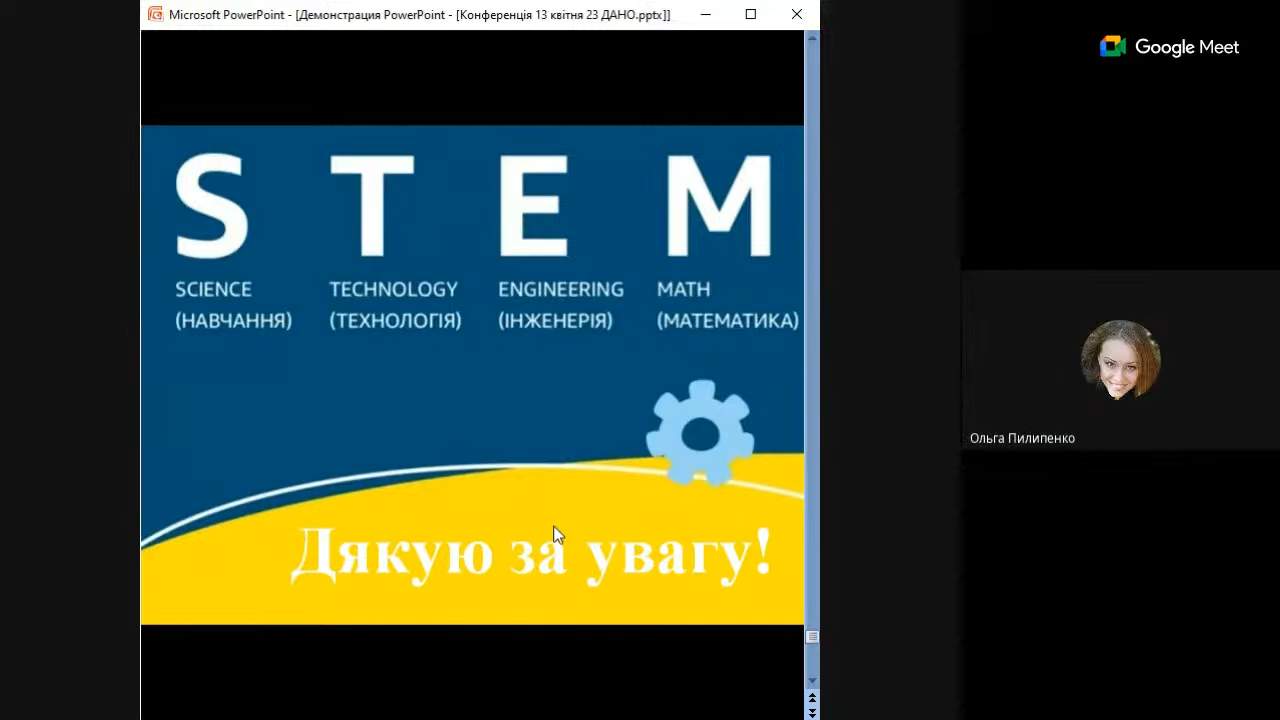 Microsoft PowerPoint - [Демонстрация PowerPoint - [Конференція 13 квітня 23 ДАНО.pptx]]
Google Meet
S T E M
SCIENCE TECHNOLOGY ENGINEERING MATH
(НАВЧАННЯ) (ТЕХНОЛОГІЯ) (ІНЖЕНЕРІЯ) (МАТЕМАТИКА)
Ольга Пилипенко
Дякую за увагу!